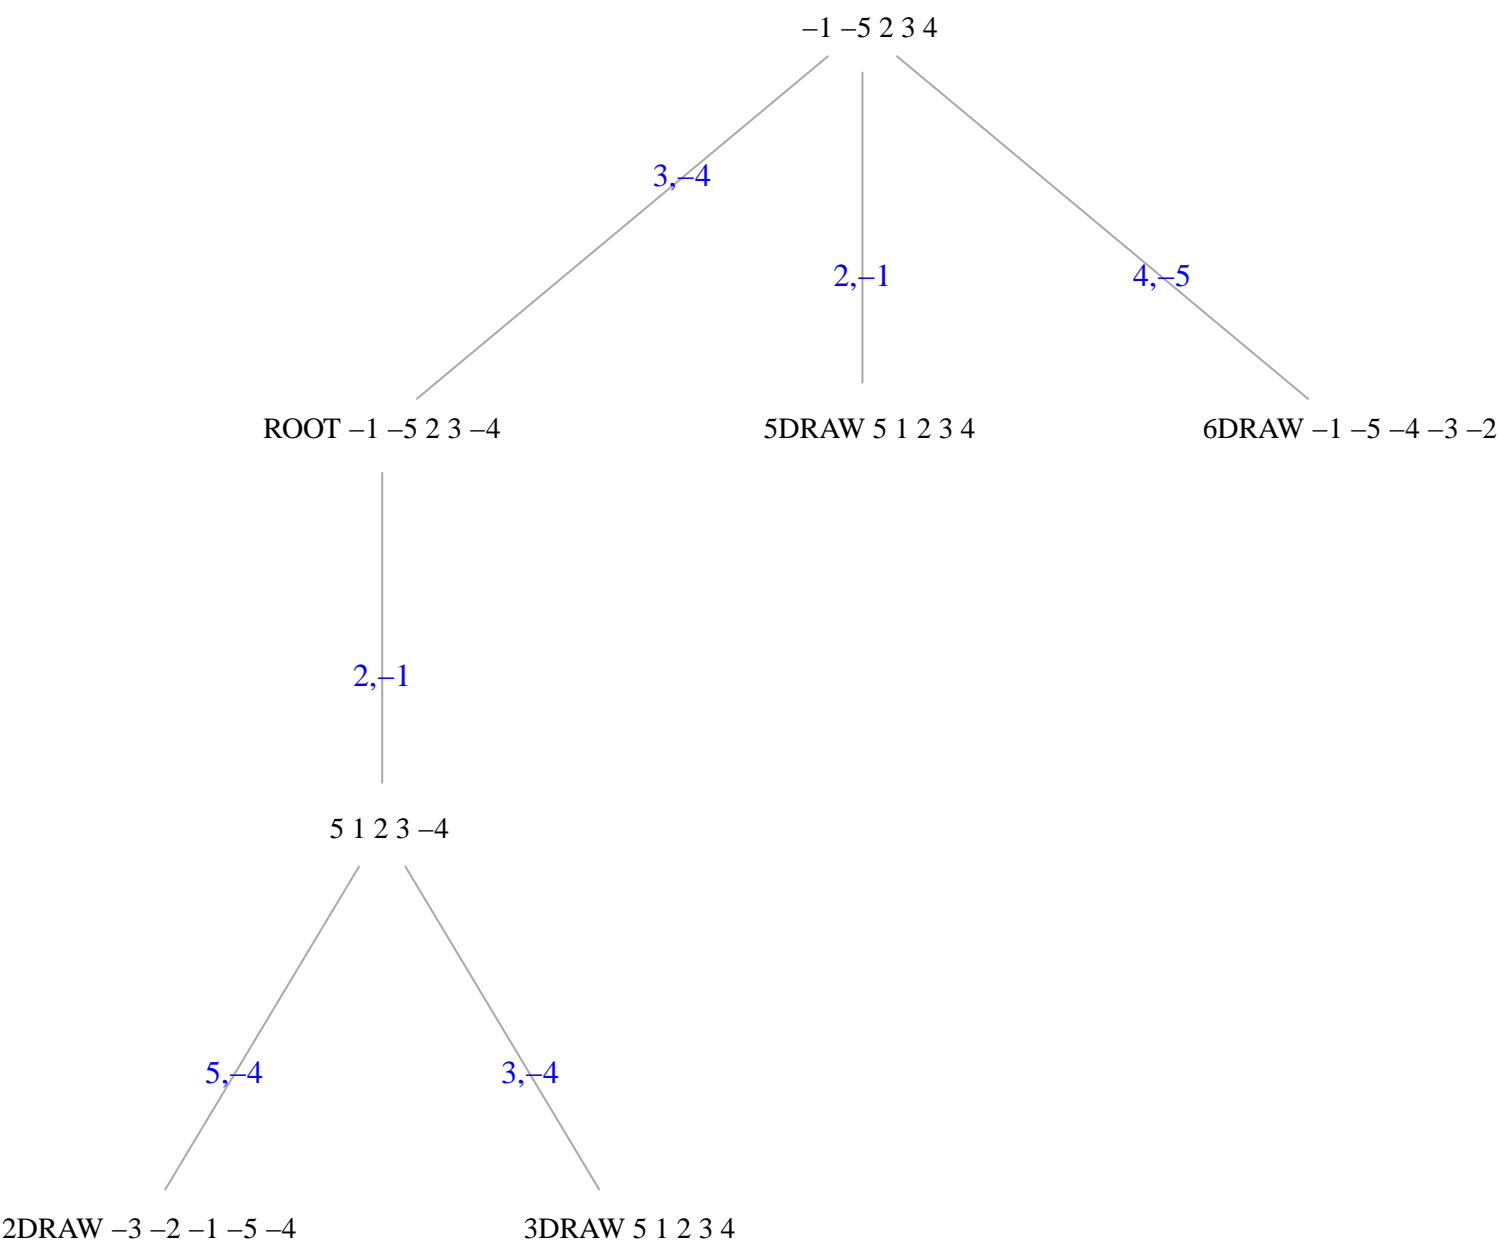 –1 –5 2 3 4
3,–4
2,–1
4,–5
ROOT –1 –5 2 3 –4
5DRAW 5 1 2 3 4
6DRAW –1 –5 –4 –3 –2
2,–1
5 1 2 3 –4
5,–4
3,–4
2DRAW –3 –2 –1 –5 –4
3DRAW 5 1 2 3 4